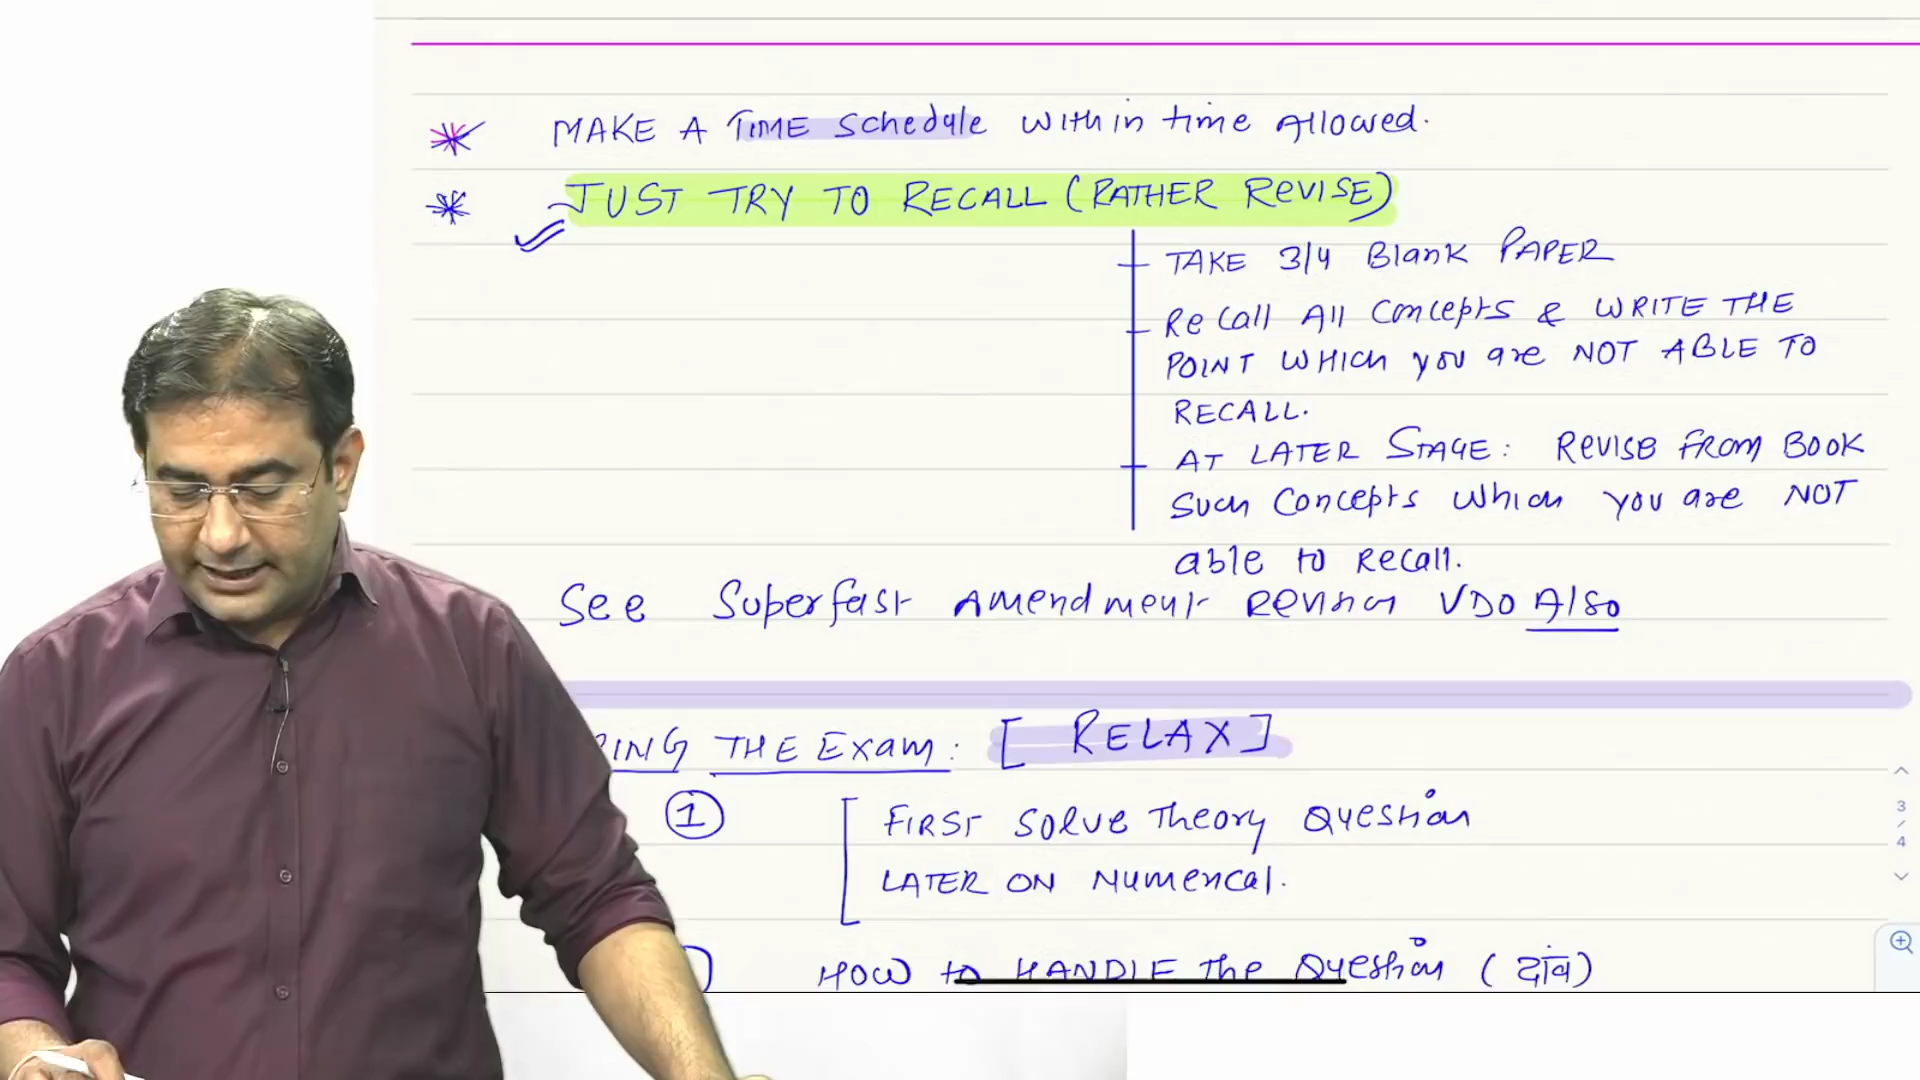 MAKE A TIME SCHEDULE WITHIN TIME ALLOWED.
JUST TRY TO RECALL (RATHER REVISE)
TAKE 3/4 BLANK PAPER
RECALL ALL CONCEPTS & WRITE THE
POINT WHICH YOU ARE NOT ABLE TO
RECALL.
AT LATER STAGE: REVISE FROM BOOK
SUCH CONCEPTS WHICH YOU ARE NOT
ABLE TO RECALL.
SEE SUPERFAST AMENDMENT REVISION VDO ALSO
RING THE EXAM: [RELAX]
1 FIRST SOLVE THEORY QUESTION
LATER ON NUMERICAL.
HOW TO HANDLE THE QUESTION (
3
/
4